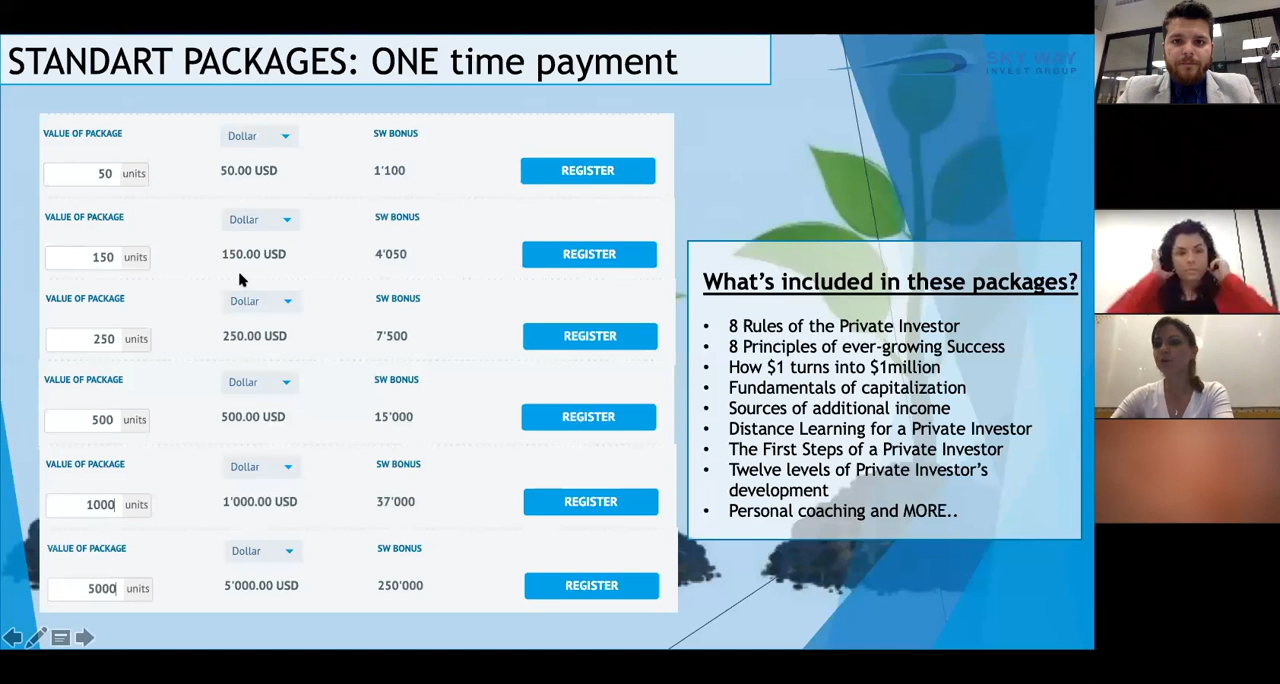 STANDART PACKAGES: ONE time payment
SKY WAY
INVEST GROUP
VALUE OF PACKAGE Dollar SW BONUS
50 units 50.00 USD 1'100 REGISTER
VALUE OF PACKAGE Dollar SW BONUS
150 units 150.00 USD 4'050 REGISTER
VALUE OF PACKAGE Dollar SW BONUS
250 units 250.00 USD 7'500 REGISTER
VALUE OF PACKAGE Dollar SW BONUS
500 units 500.00 USD 15'000 REGISTER
VALUE OF PACKAGE Dollar SW BONUS
1000 units 1'000.00 USD 37'000 REGISTER
VALUE OF PACKAGE Dollar SW BONUS
5000 units 5'000.00 USD 250'000 REGISTER
What's included in these packages?
• 8 Rules of the Private Investor
• 8 Principles of ever-growing Success
• How $1 turns into $1million
• Fundamentals of capitalization
• Sources of additional income
• Distance Learning for a Private Investor
• The First Steps of a Private Investor
• Twelve levels of Private Investor's
development
• Personal coaching and MORE..